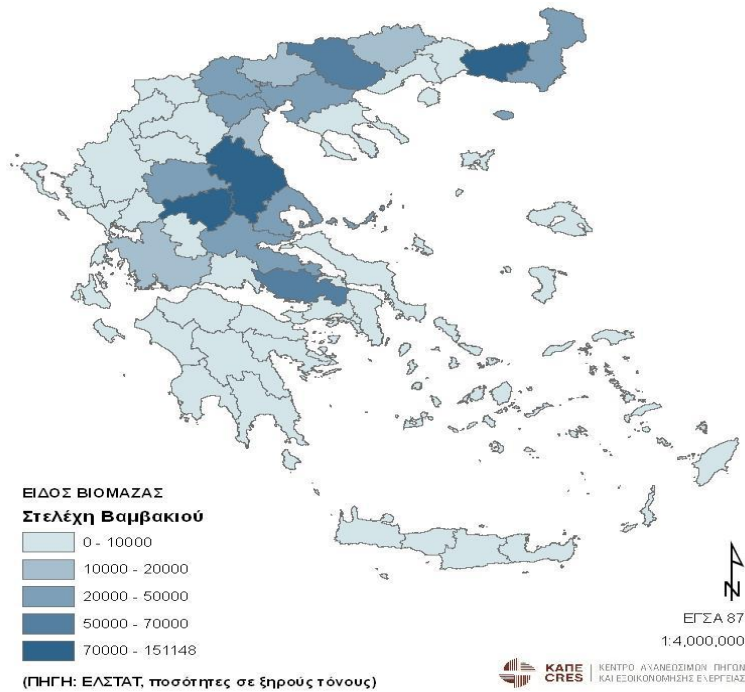 ΕΙΔΟΣ ΒΙΟΜΑΖΑΣ
Στελέχη Βαμβακιού
0 - 10000
10000 - 20000
20000 - 50000
50000 - 70000
70000 - 151148
(ΠΗΓΗ: ΕΛΣΤΑΤ, ποσότητες σε ξηρούς τόνους)
N
ΕΓΣΑ 87
1:4,000,000
ΚΑΠΕ
CRES
ΚΕΝΤΡΟ ΑΝΑΝΕΩΣΙΜΩΝ ΠΗΓΩΝ
ΚΑΙ ΕΞΟΙΚΟΝΟΜΗΣΗΣ ΕΝΕΡΓΕΙΑΣ